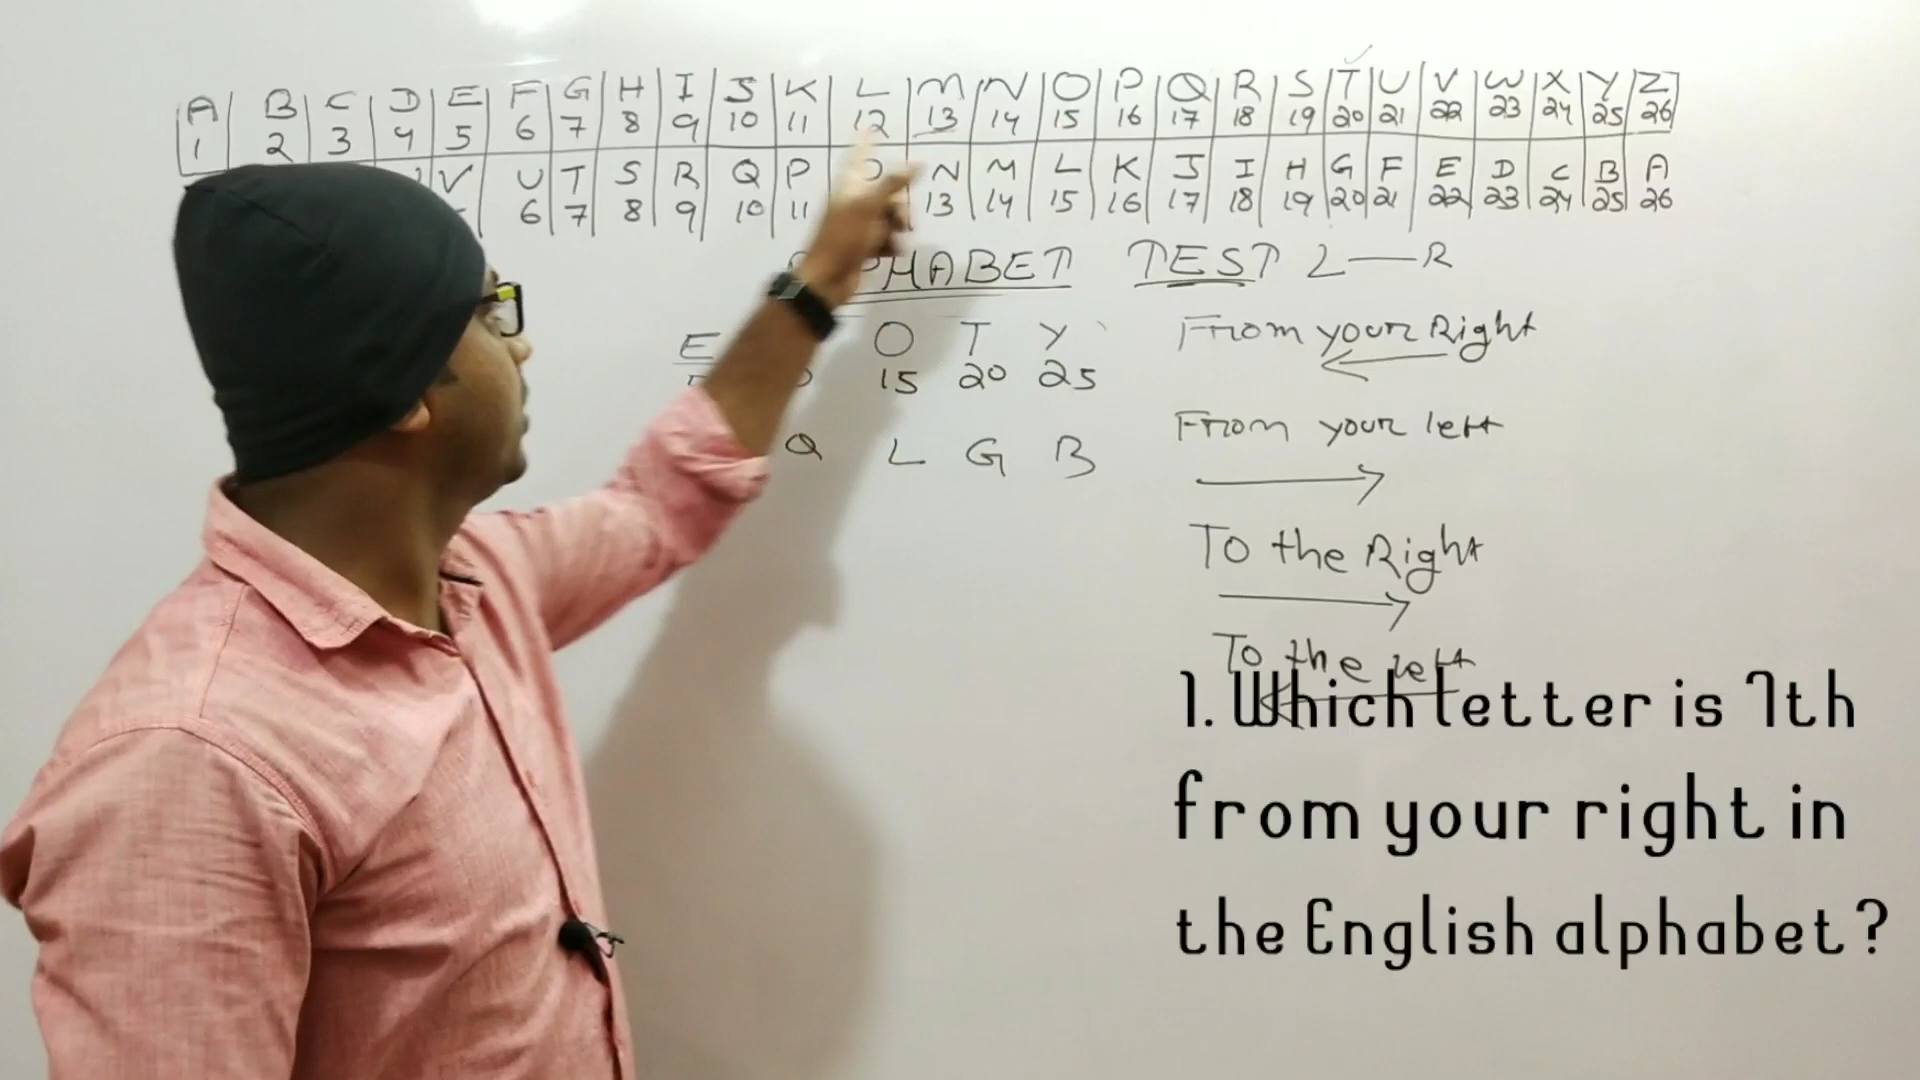 A B C D E F G H I J K L M N O P Q R S T U V W X Y Z
1 2 3 4 5 6 7 8 9 10 11 12 13 14 15 16 17 18 19 20 21 22 23 24 25 26
V U T S R Q P N M L K J I H G F E D C B A
6 7 8 9 10 11 13 14 15 16 17 18 19 20 21 22 23 24 25 26
TEST L—R
E O T Y
15 20 25
Q L G B
From your Right
From your left
To the Right
To the left
1. Which letter is 7th
from your right in
the English alphabet?